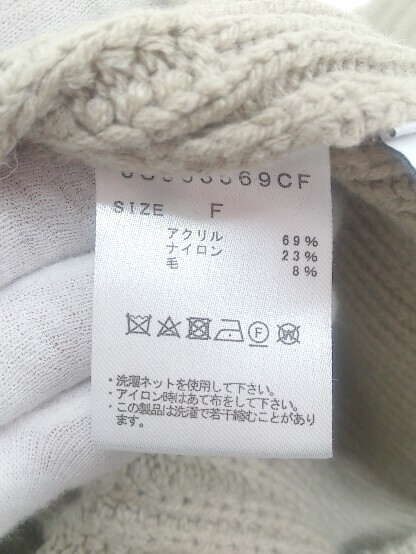 SIZE F
アクリル 69%
ナイロン 23%
毛 8%
F
W
・洗濯ネットを使用して下さい。
・アイロン時はあて布をして下さい。
・この製品は洗濯で若干縮むことがあり
ます。